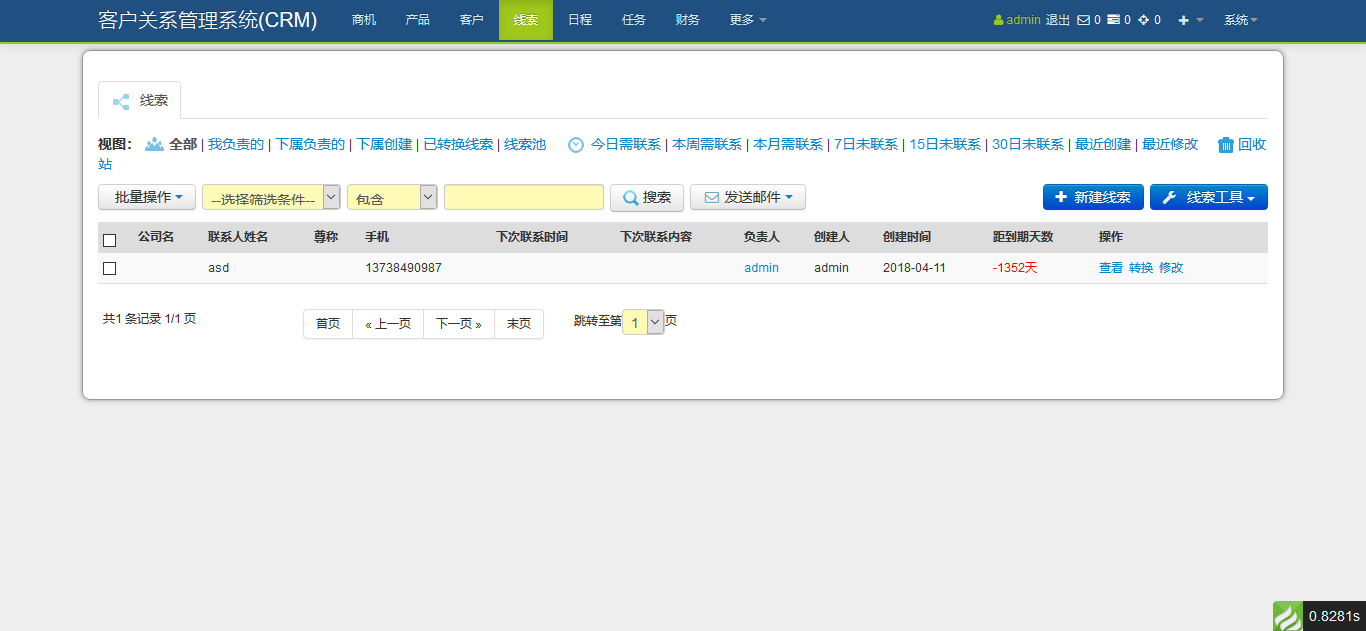 客户关系管理系统(CRM) 商机 产品 客户 线索 日程 任务 财务 更多 admin 退出 0 0 0 系统
线索
视图： 全部 | 我负责的 | 下属负责的 | 下属创建 | 已转换线索 | 线索池 今日需联系 | 本周需联系 | 本月需联系 | 7日未联系 | 15日未联系 | 30日未联系 | 最近创建 | 最近修改 回收
站
批量操作 --选择筛选条件-- 包含 搜索 发送邮件 新建线索 线索工具
公司名 联系人姓名 尊称 手机 下次联系时间 下次联系内容 负责人 创建人 创建时间 距到期天数 操作
asd 13738490987 admin admin 2018-04-11 -1352天 查看 转换 修改
共1 条记录 1/1 页 首页 « 上一页 下一页 » 末页 跳转至第 1 页
0.8281s